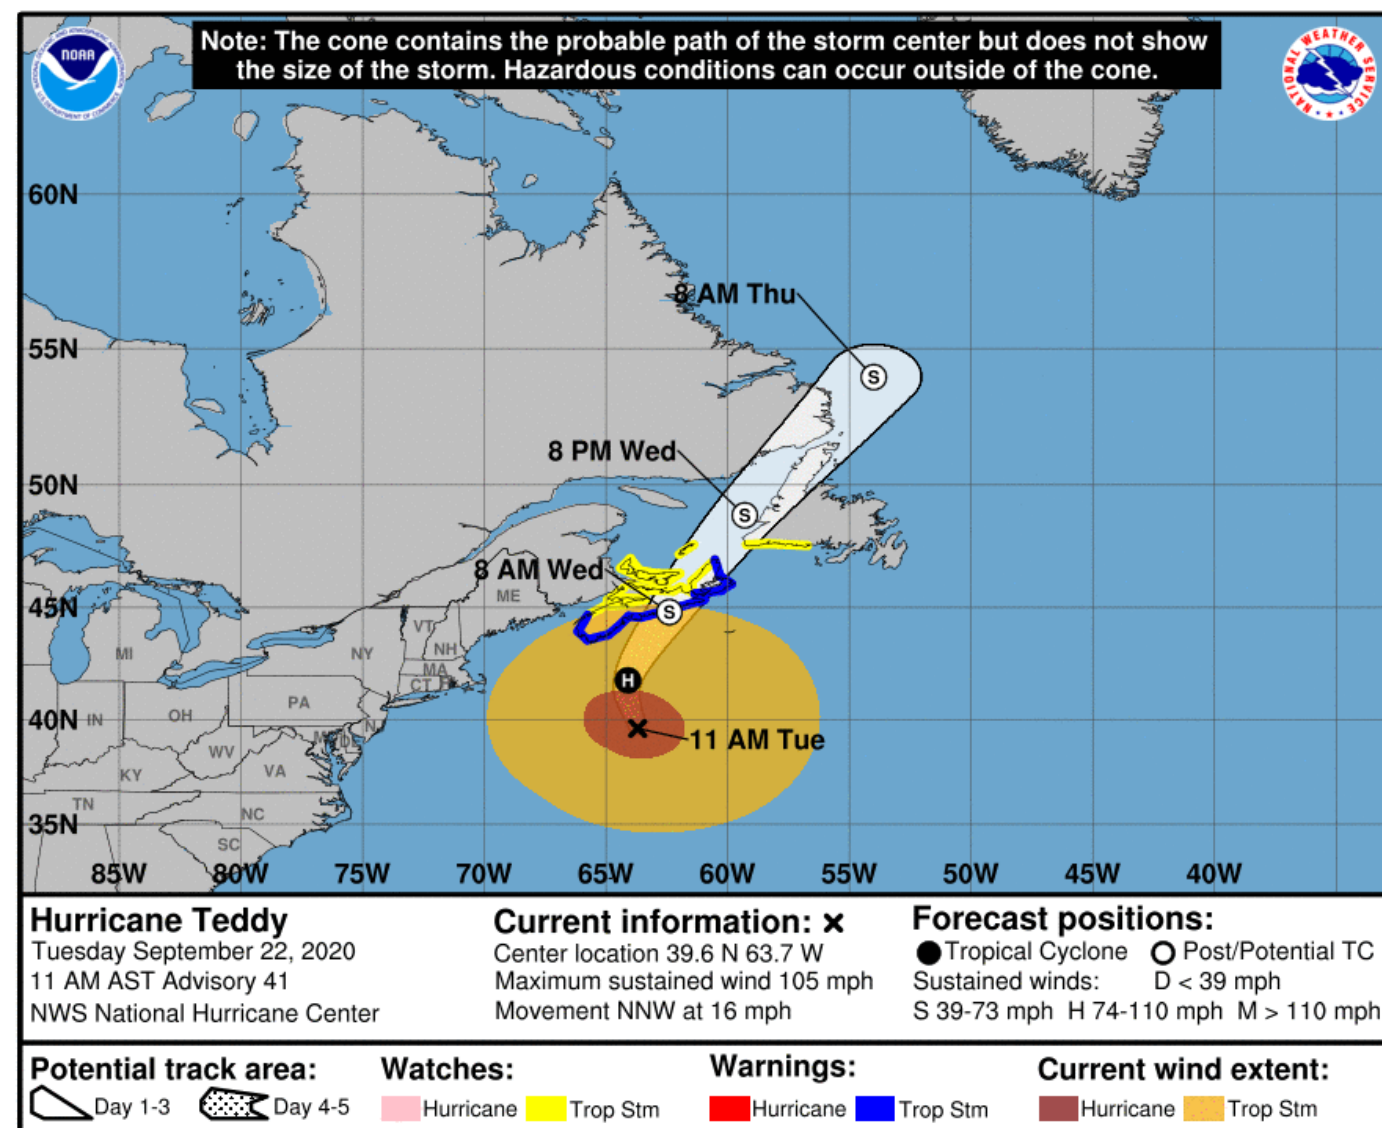 Note: The cone contains the probable path of the storm center but does not show
the size of the storm. Hazardous conditions can occur outside of the cone.
NOAA
NATIONAL WEATHER SERVICE
60N
8 AM Thu
55N
S
8 PM Wed
50N
S
8 AM Wed
ME
45N
S
VT
NH
MI
NY
MA
CT
H
PA
40N
IN
OH
11 AM Tue
WV
KY
VA
TN
NC
35N
SC
85W 80W 75W 70W 65W 60W 55W 50W 45W 40W
Hurricane Teddy
Tuesday September 22, 2020
11 AM AST Advisory 41
NWS National Hurricane Center
Current information: x
Center location 39.6 N 63.7 W
Maximum sustained wind 105 mph
Movement NNW at 16 mph
Forecast positions:
Tropical Cyclone Post/Potential TC
Sustained winds: D < 39 mph
S 39-73 mph H 74-110 mph M > 110 mph
Potential track area:
Day 1-3 Day 4-5
Watches:
Hurricane Trop Stm
Warnings:
Hurricane Trop Stm
Current wind extent:
Hurricane Trop Stm